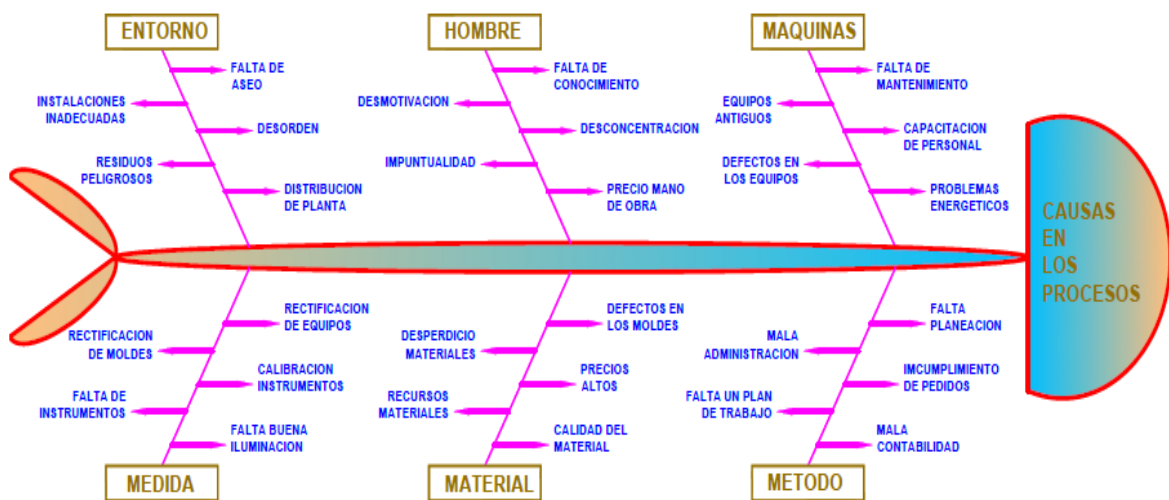 ENTORNO
FALTA DE
ASEO
INSTALACIONES
INADECUADAS
DESORDEN
RESIDUOS
PELIGROSOS
DISTRIBUCION
DE PLANTA
HOMBRE
FALTA DE
CONOCIMIENTO
DESMOTIVACION
DESCONCENTRACION
IMPUNTUALIDAD
PRECIO MANO
DE OBRA
MAQUINAS
FALTA DE
MANTENIMIENTO
EQUIPOS
ANTIGUOS
CAPACITACION
DE PERSONAL
DEFECTOS EN
LOS EQUIPOS
PROBLEMAS
ENERGETICOS
CAUSAS
EN
LOS
PROCESOS
RECTIFICACION
DE EQUIPOS
RECTIFICACION
DE MOLDES
CALIBRACION
INSTRUMENTOS
FALTA DE
INSTRUMENTOS
FALTA BUENA
ILUMINACION
MEDIDA
DEFECTOS EN
LOS MOLDES
DESPERDICIO
MATERIALES
PRECIOS
ALTOS
RECURSOS
MATERIALES
CALIDAD DEL
MATERIAL
MATERIAL
FALTA
PLANEACION
MALA
ADMINISTRACION
IMCUMPLIMIENTO
DE PEDIDOS
FALTA UN PLAN
DE TRABAJO
MALA
CONTABILIDAD
METODO